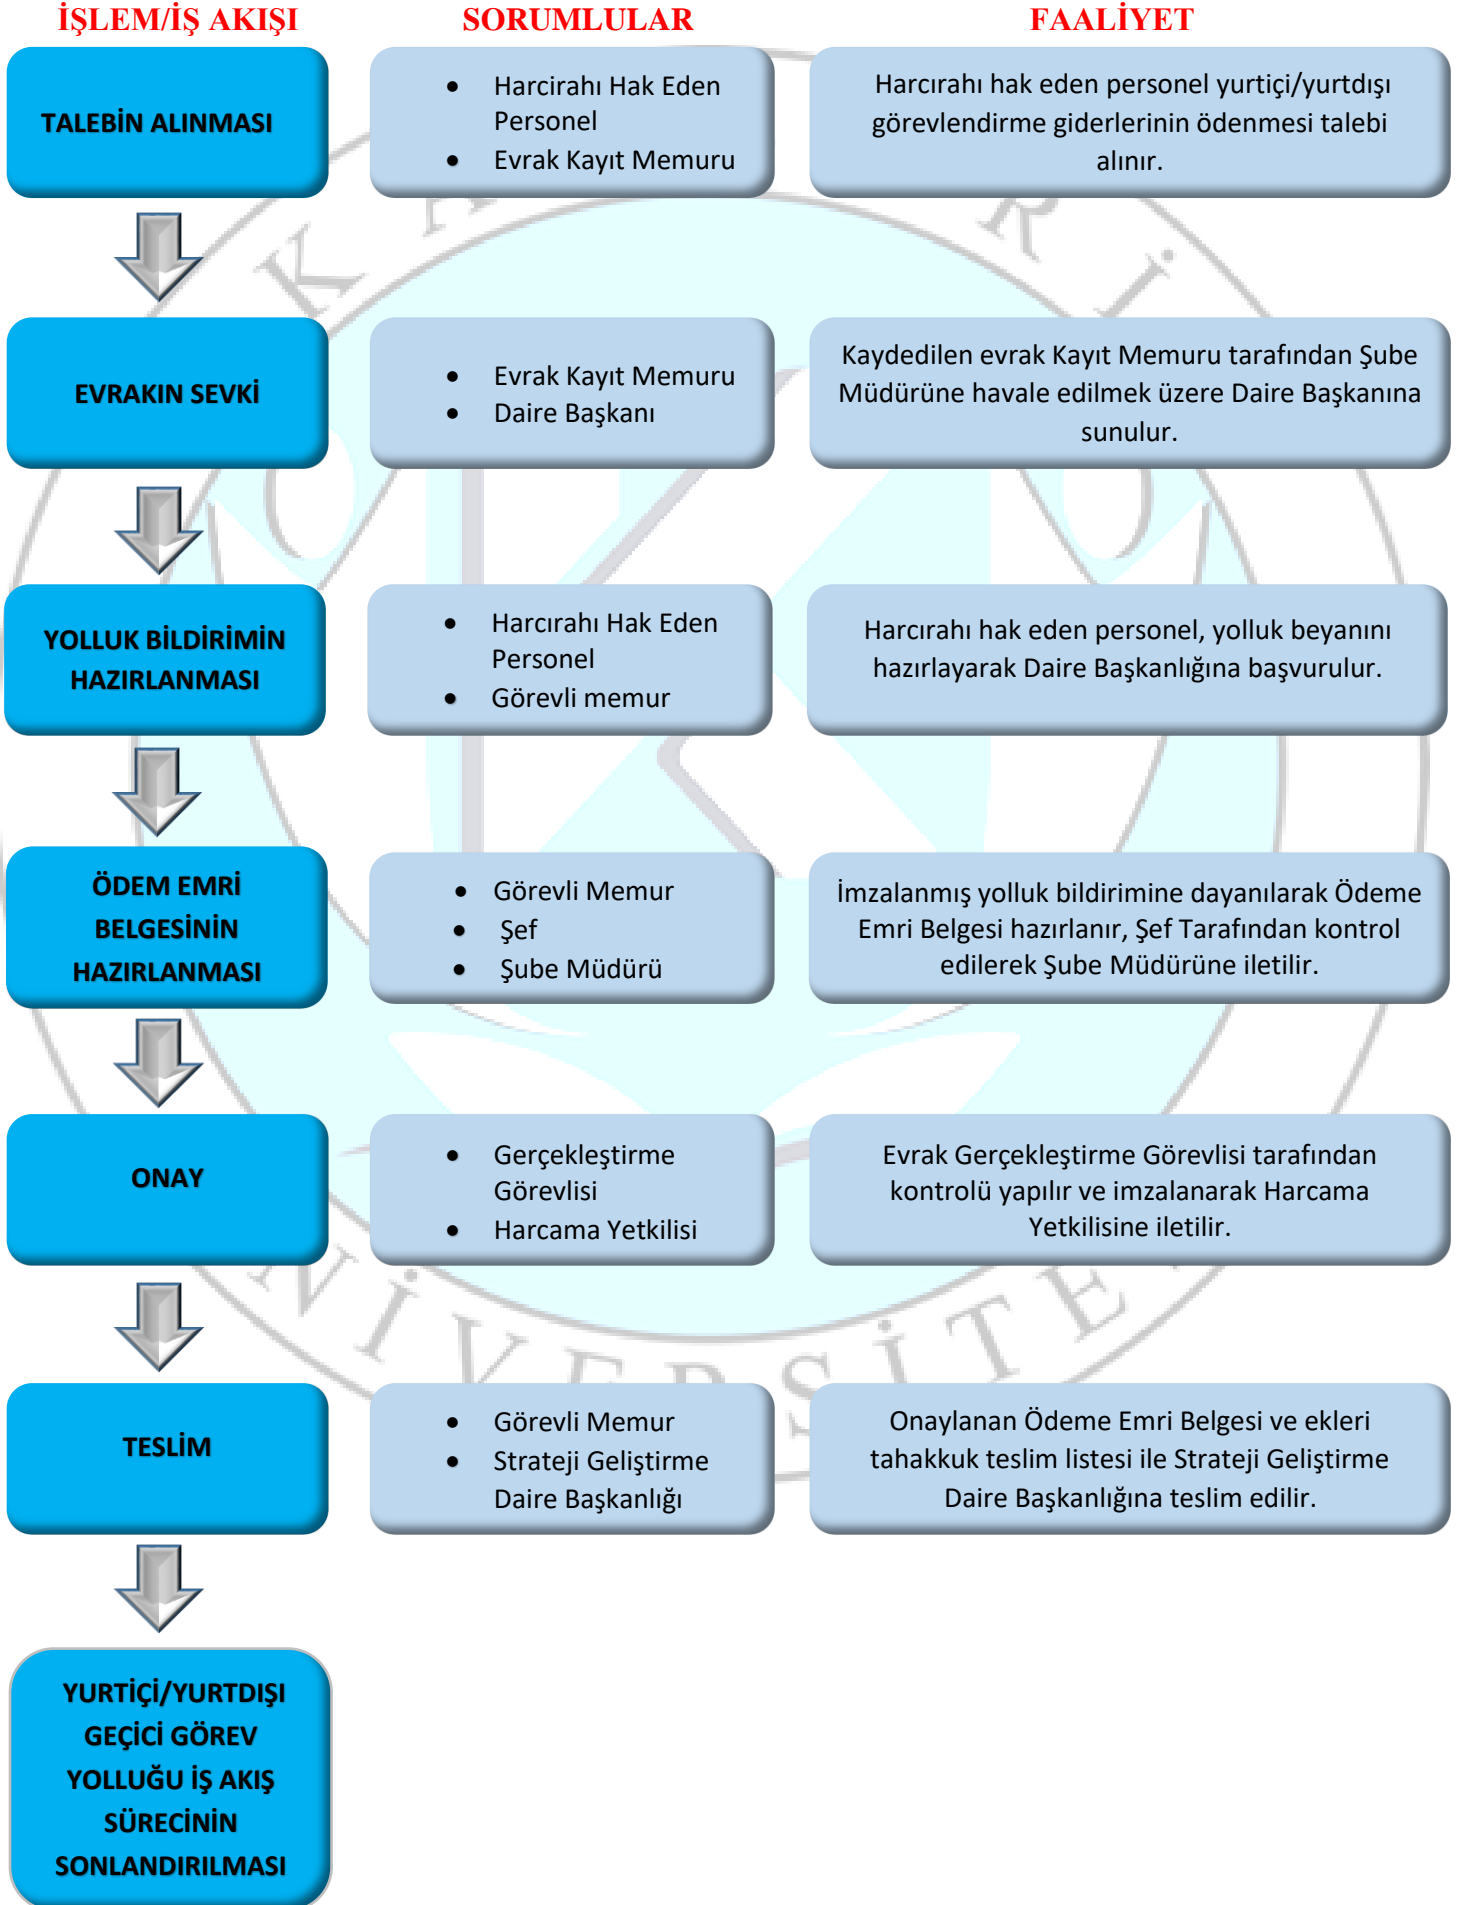 İŞLEM/İŞ AKIŞI
SORUMLULAR
FAALİYET
TALEBİN ALINMASI
• Harcirahı Hak Eden
Personel
• Evrak Kayıt Memuru
Harcırahı hak eden personel yurtiçi/yurtdışı
görevlendirme giderlerinin ödenmesi talebi
alınır.
EVRAKIN SEVKİ
• Evrak Kayıt Memuru
• Daire Başkanı
Kaydedilen evrak Kayıt Memuru tarafından Şube
Müdürüne havale edilmek üzere Daire Başkanına
sunulur.
YOLLUK BİLDİRİMİN
HAZIRLANMASI
• Harcırahı Hak Eden
Personel
• Görevli memur
Harcırahı hak eden personel, yolluk beyanını
hazırlayarak Daire Başkanlığına başvurulur.
ÖDEM EMRİ
BELGESİNİN
HAZIRLANMASI
• Görevli Memur
• Şef
• Şube Müdürü
İmzalanmış yolluk bildirimine dayanılarak Ödeme
Emri Belgesi hazırlanır, Şef Tarafından kontrol
edilerek Şube Müdürüne iletilir.
ONAY
• Gerçekleştirme
Görevlisi
• Harcama Yetkilisi
Evrak Gerçekleştirme Görevlisi tarafından
kontrolü yapılır ve imzalanarak Harcama
Yetkilisine iletilir.
TESLİM
• Görevli Memur
• Strateji Geliştirme
Daire Başkanlığı
Onaylanan Ödeme Emri Belgesi ve ekleri
tahakkuk teslim listesi ile Strateji Geliştirme
Daire Başkanlığına teslim edilir.
YURTİÇİ/YURTDIŞI
GEÇİCİ GÖREV
YOLLUĞU İŞ AKIŞ
SÜRECİNİN
SONLANDIRILMASI